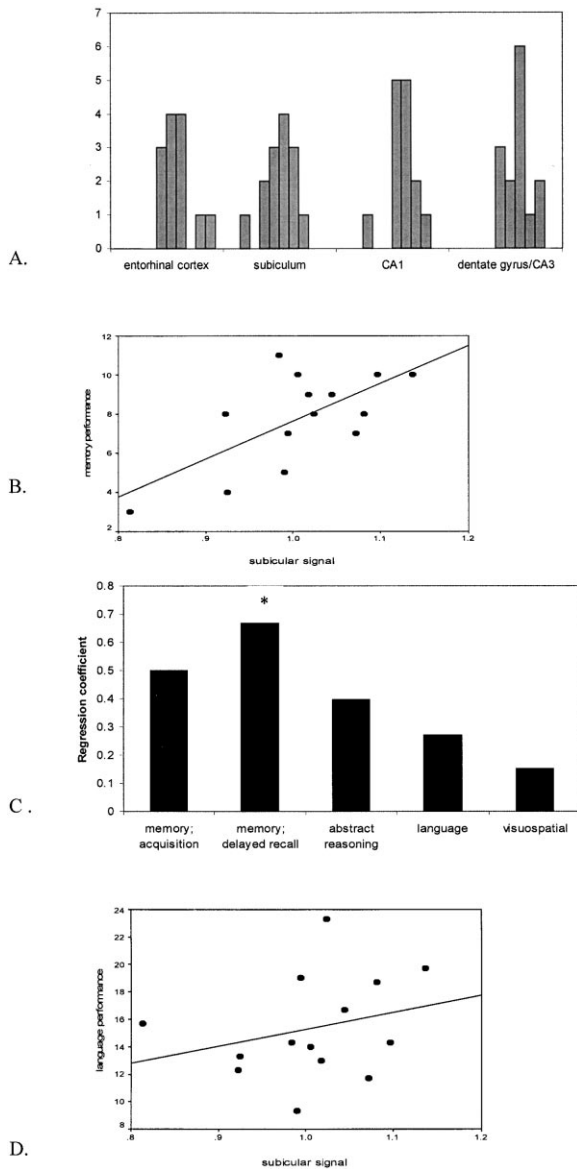 7
6
5
4
3
2
1
0
entorhinal cortex subiculum CA1 dentate gyrus/CA3
A.
12
10
8
6
4
2
memory performance
.8 .9 1.0 1.1 1.2
subicular signal
B.
0.8
0.7
0.6
0.5
0.4
0.3
0.2
0.1
0
Regression coefficient
*
memory; memory; abstract language visuospatial
acquisition delayed recall reasoning
C .
24
22
20
18
16
14
12
10
8
language performance
.8 .9 1.0 1.1 1.2
subicular signal
D.